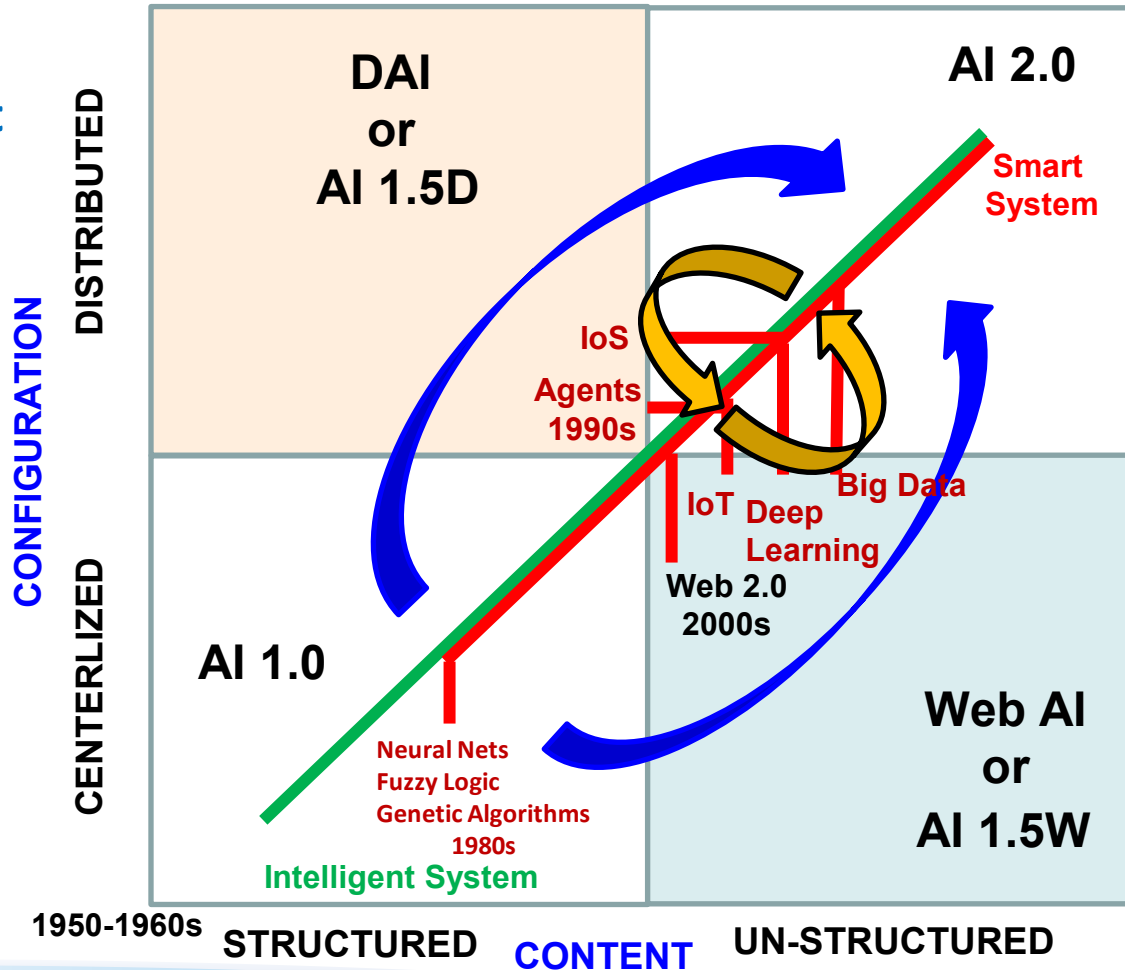 DAI
or
AI 1.5D
AI 2.0
Smart
System
DISTRIBUTED
CONFIGURATION
CENTERLIZED
IoS
Agents
1990s
Big Data
IoT
Deep
Learning
Web 2.0
2000s
AI 1.0
Neural Nets
Fuzzy Logic
Genetic Algorithms
1980s
Intelligent System
Web AI
or
AI 1.5W
1950-1960s
STRUCTURED
CONTENT
UN-STRUCTURED